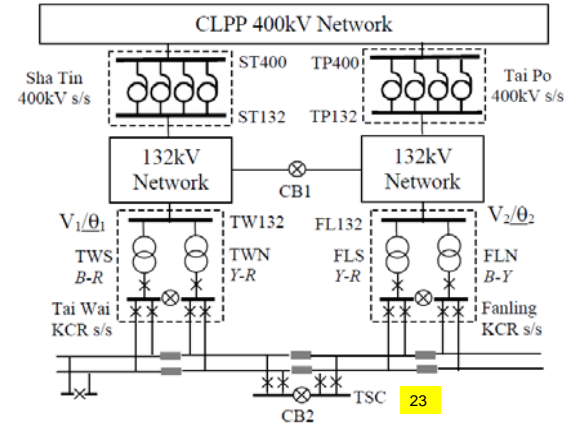 CLPP 400kV Network
Sha Tin
400kV s/s
ST400
ST132
TP400
TP132
Tai Po
400kV s/s
132kV
Network
CB1
132kV
Network
V1/θ1
TW132
TWS
B-R
TWN
Y-R
Tai Wai
KCR s/s
FL132
V2/θ2
FLS
Y-R
FLN
B-Y
Fanling
KCR s/s
TSC
CB2
23